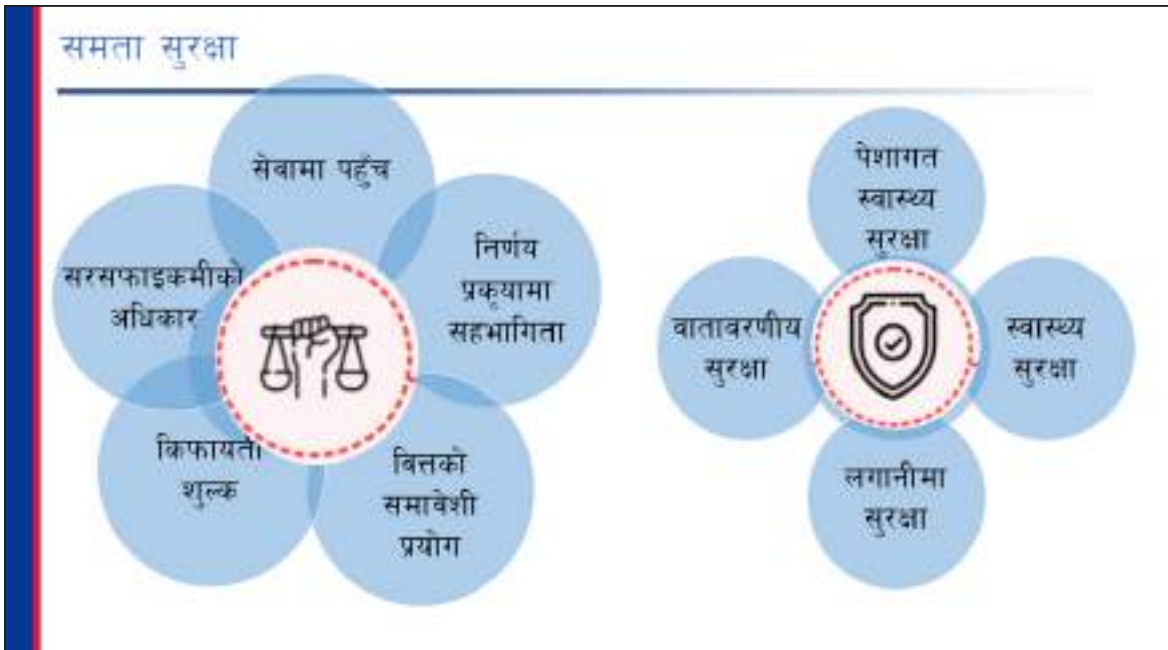 समता सुरक्षा
सेवामा पहुँच
निर्णय
प्रकृयामा
सहभागिता
बित्तको
समावेशी
प्रयोग
किफायती
शुल्क
सरसफाइकर्मीको
अधिकार
पेशागत
स्वास्थ्य
सुरक्षा
स्वास्थ्य
सुरक्षा
लगानीमा
सुरक्षा
वातावरणीय
सुरक्षा